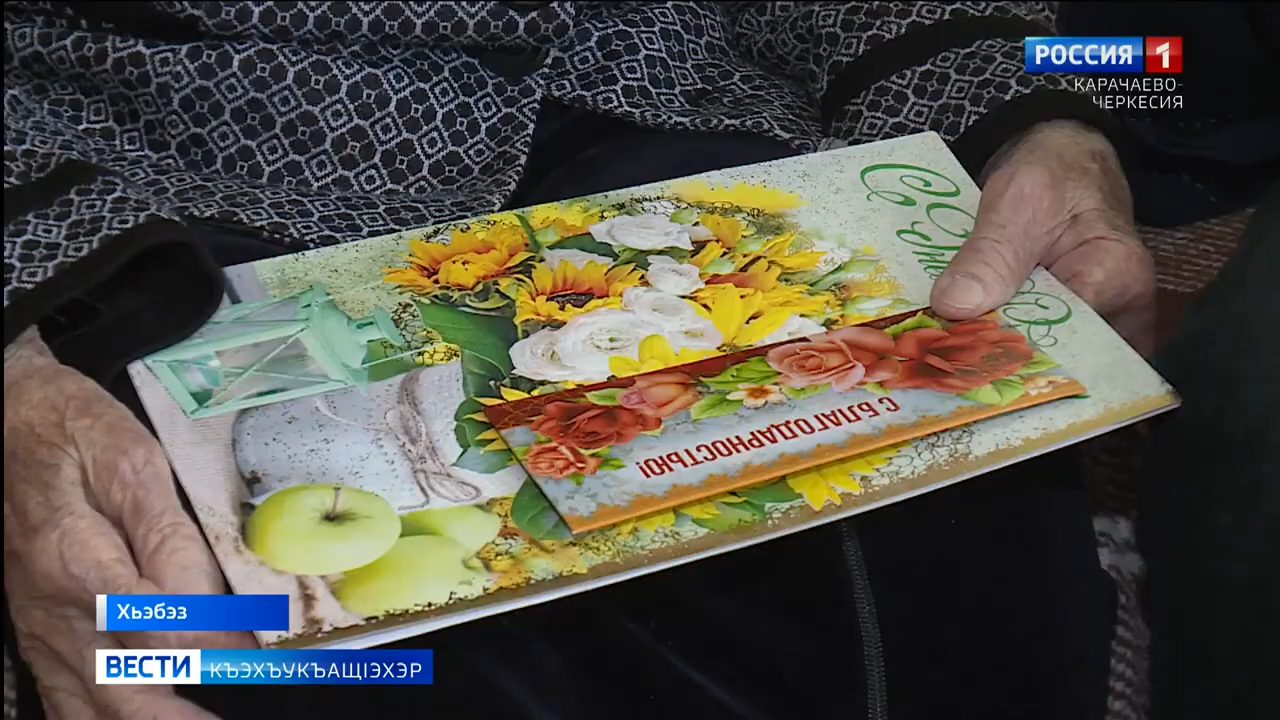 РОССИЯ 1
КАРАЧАЕВО-
ЧЕРКЕСИЯ
С БЛАГОДАРНОСТЬЮ!
Хьэбэз
ВЕСТИ КЪЭХЪУКЪАЩIЭХЭР